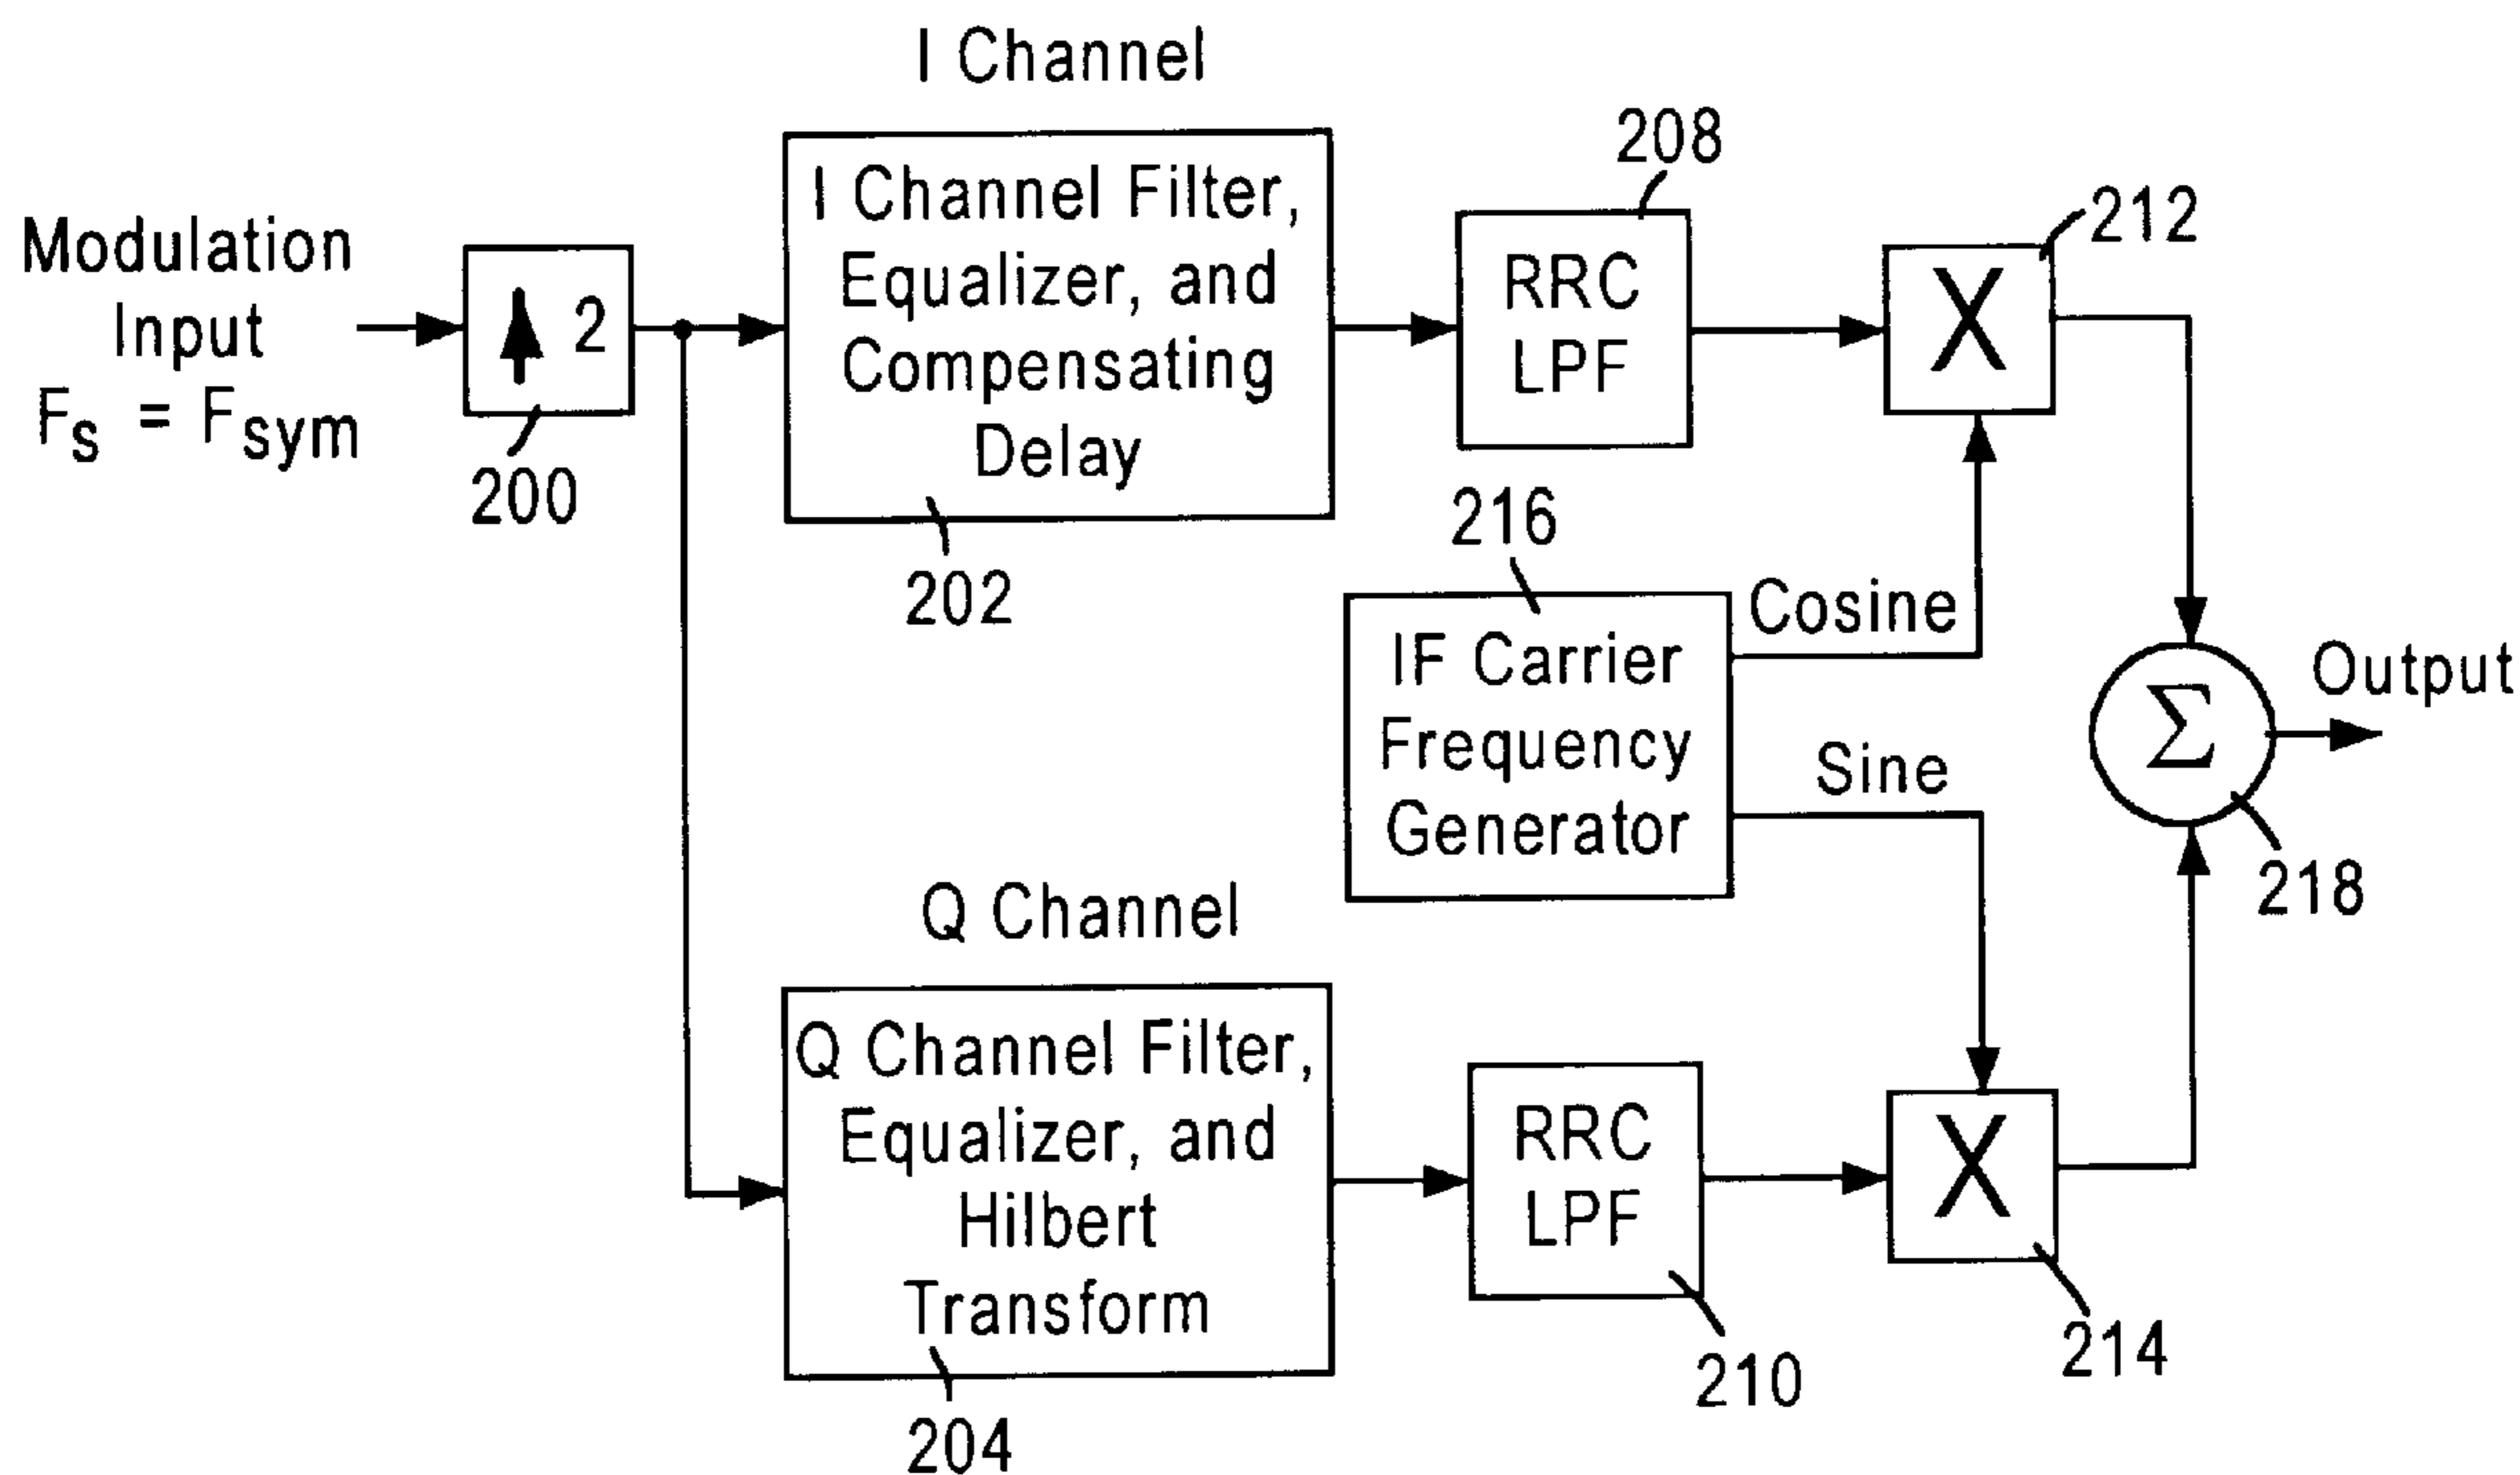 I Channel
Modulation
Input
Fs = Fsym
↑ 2
200
I Channel Filter,
Equalizer, and
Compensating
Delay
202
208
RRC
LPF
212
X
216
IF Carrier
Frequency
Generator
Cosine
Sine
Σ
Output
218
Q Channel
Q Channel Filter,
Equalizer, and
Hilbert
Transform
204
RRC
LPF
210
X
214